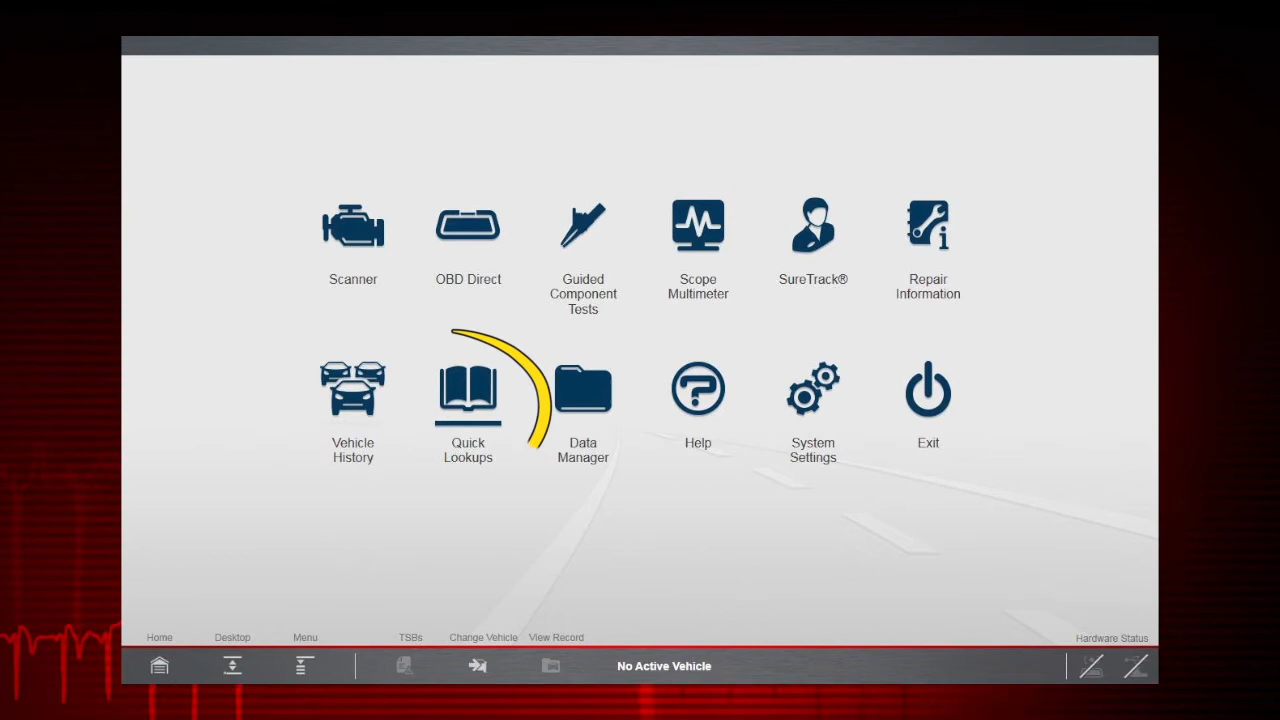 Scanner
OBD Direct
Guided
Component
Tests
Scope
Multimeter
SureTrack®
Repair
Information
Vehicle
History
Quick
Lookups
Data
Manager
Help
System
Settings
Exit
Home
Desktop
Menu
TSBs
Change Vehicle
View Record
Hardware Status
No Active Vehicle